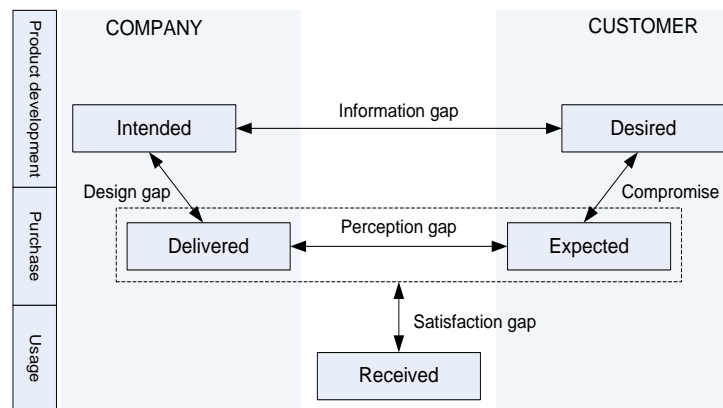 COMPANY
CUSTOMER
Product development
Intended
Information gap
Desired
Design gap
Compromise
Purchase
Delivered
Perception gap
Expected
Satisfaction gap
Usage
Received